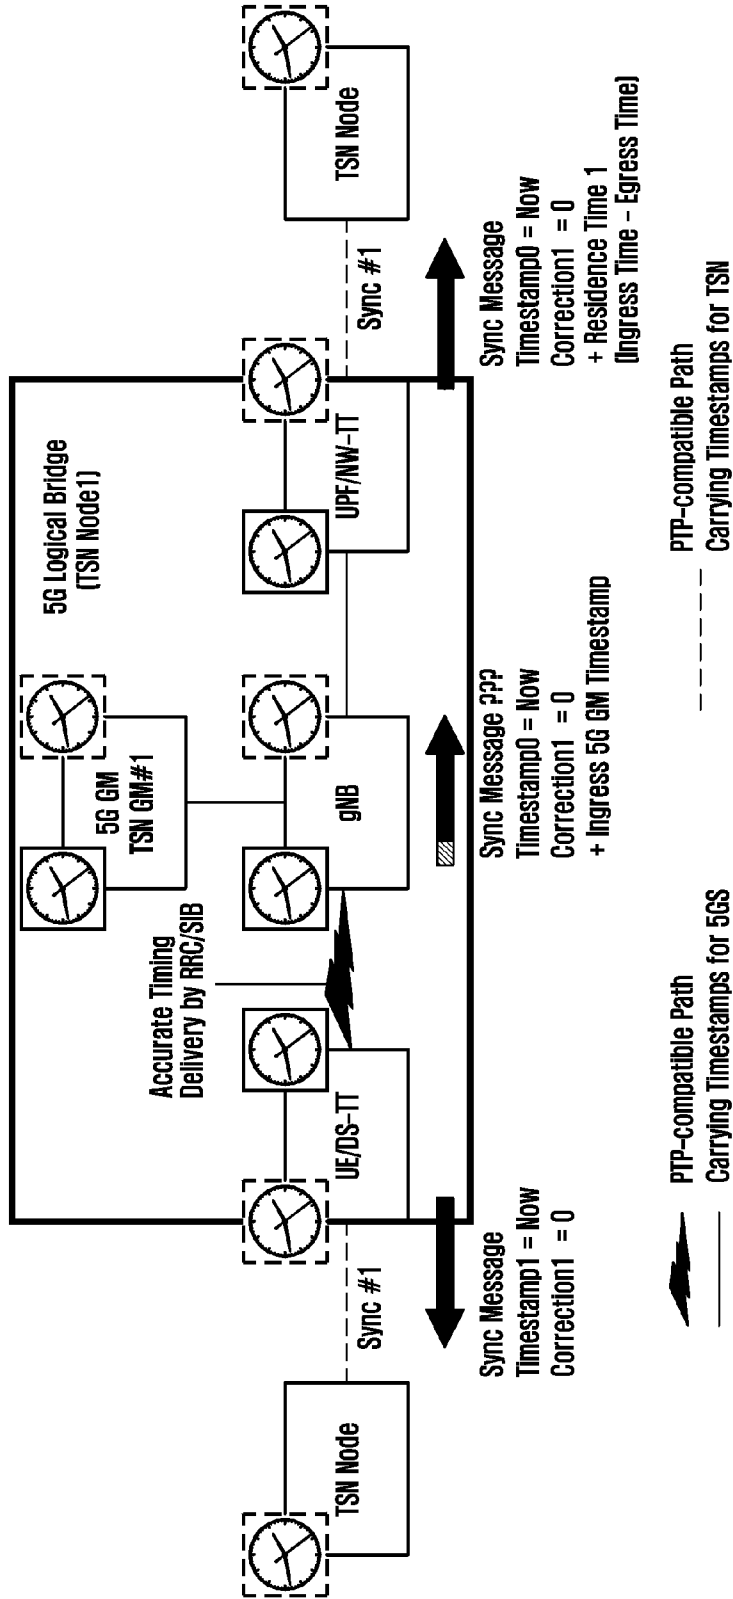 5G Logical Bridge
(TSN Node1)
5G GM
TSN GM#1
Accurate Timing
Delivery by RRC/SIB
TSN Node
Sync #1
UE/DS-TT
gNB
UPF/NW-TT
Sync #1
TSN Node
Sync Message
Timestamp1 = Now
Correction1 = 0
Sync Message ???
Timestamp0 = Now
Correction1 = 0
+ Ingress 5G GM Timestamp
Sync Message
Timestamp0 = Now
Correction1 = 0
+ Residence Time 1
(Ingress Time - Egress Time)
PTP-compatible Path
Carrying Timestamps for 5GS
PTP-compatible Path
Carrying Timestamps for TSN